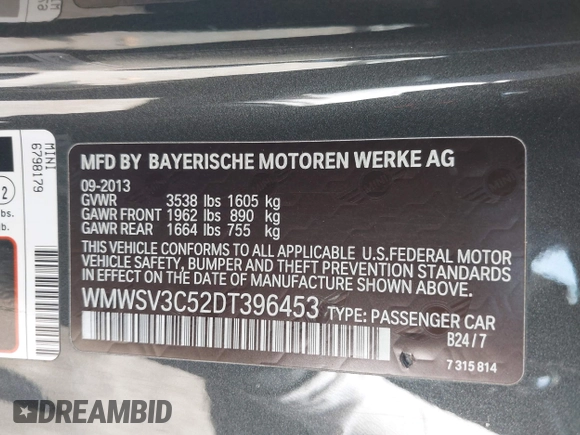 MINI
6798179
2
lbs.
b.
MFD BY BAYERISCHE MOTOREN WERKE AG
09-2013
GVWR 3538 lbs 1605 kg
GAWR FRONT 1962 lbs 890 kg
GAWR REAR 1664 lbs 755 kg
THIS VEHICLE CONFORMS TO ALL APPLICABLE U.S.FEDERAL MOTOR
VEHICLE SAFETY, BUMPER AND THEFT PREVENTION STANDARDS
IN EFFECT ON THE DATE OF MANUFACTURE SHOWN ABOVE.
WMWSV3C52DT396453 TYPE: PASSENGER CAR
B24/7
7 315 814
DREAMBID